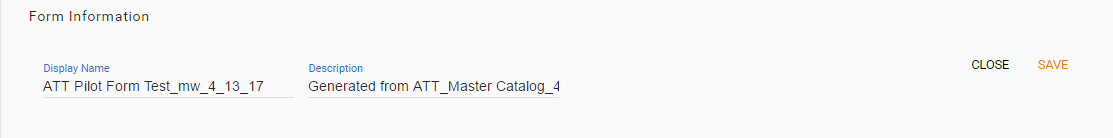 Form Information
CLOSE SAVE
Display Name Description
ATT Pilot Form Test_mw_4_13_17 Generated from ATT_Master Catalog_4